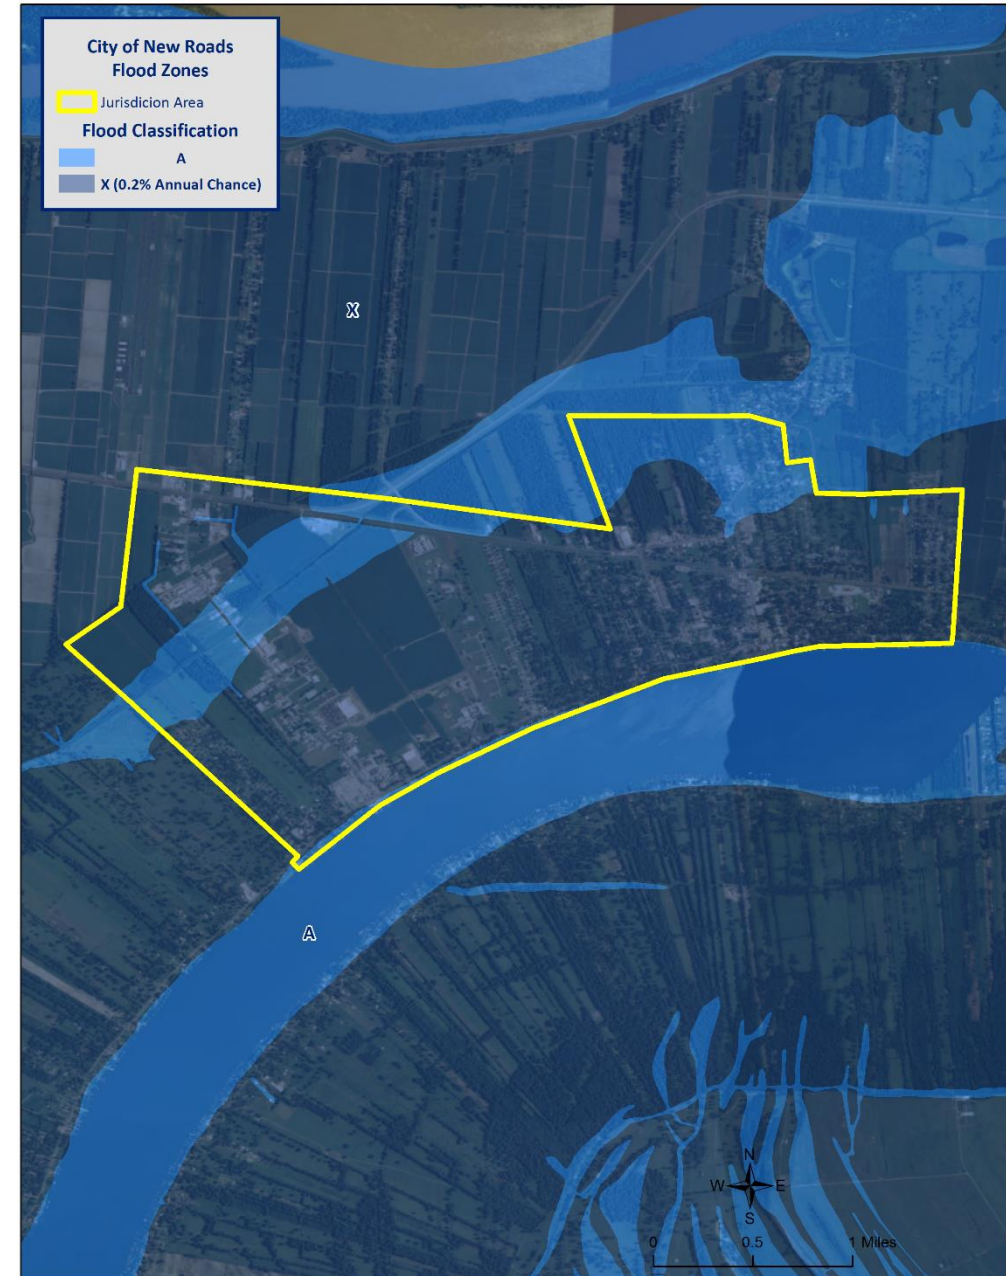 City of New Roads
Flood Zones
Jurisdicion Area
Flood Classification
A
X (0.2% Annual Chance)
X
A
N
W E
S
0 0.5 1 Miles